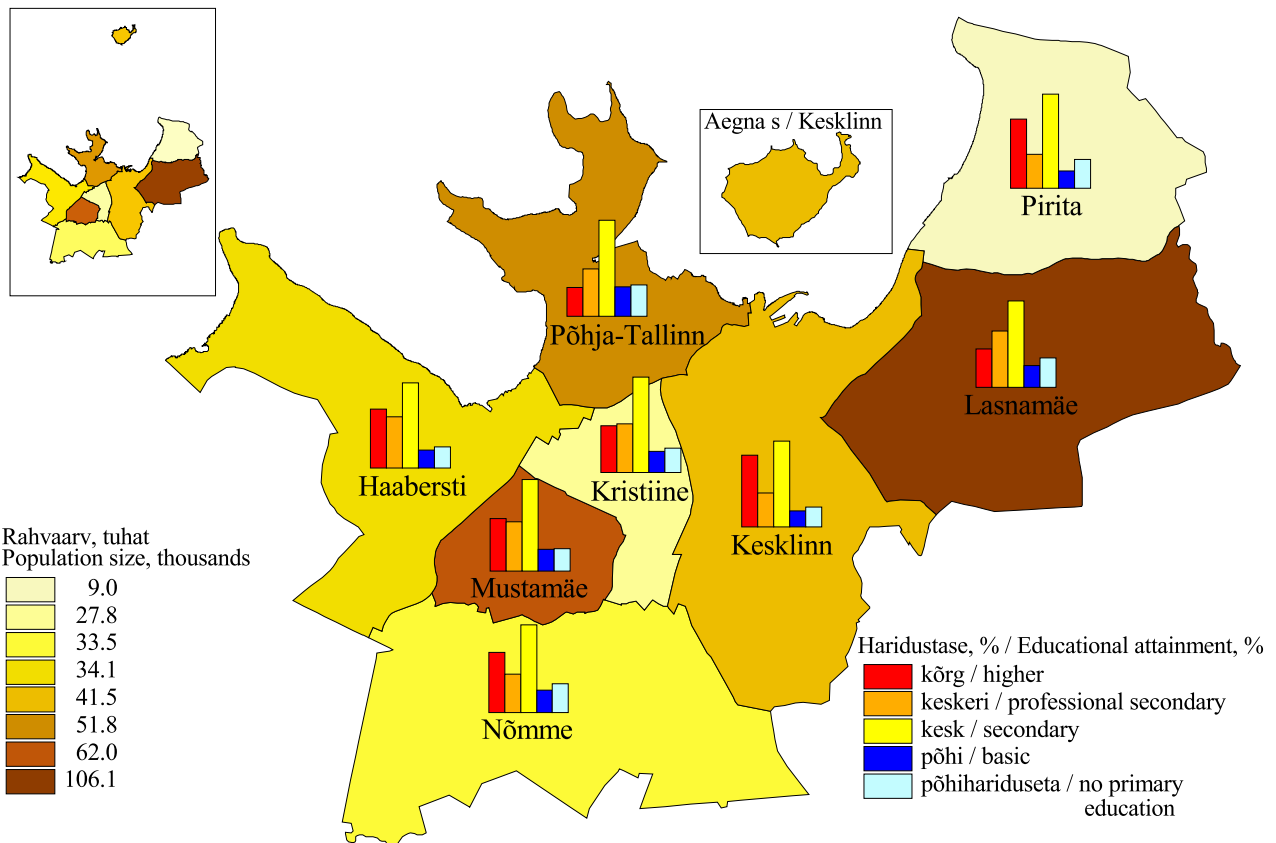 Aegna s / Kesklinn
Pirita
Põhja-Tallinn
Lasnamäe
Haabersti
Kristiine
Kesklinn
Mustamäe
Nõmme
Rahvaarv, tuhat
Population size, thousands
9.0
27.8
33.5
34.1
41.5
51.8
62.0
106.1
Haridustase, % / Educational attainment, %
kõrg / higher
keskeri / professional secondary
kesk / secondary
põhi / basic
põhihariduseta / no primary
education